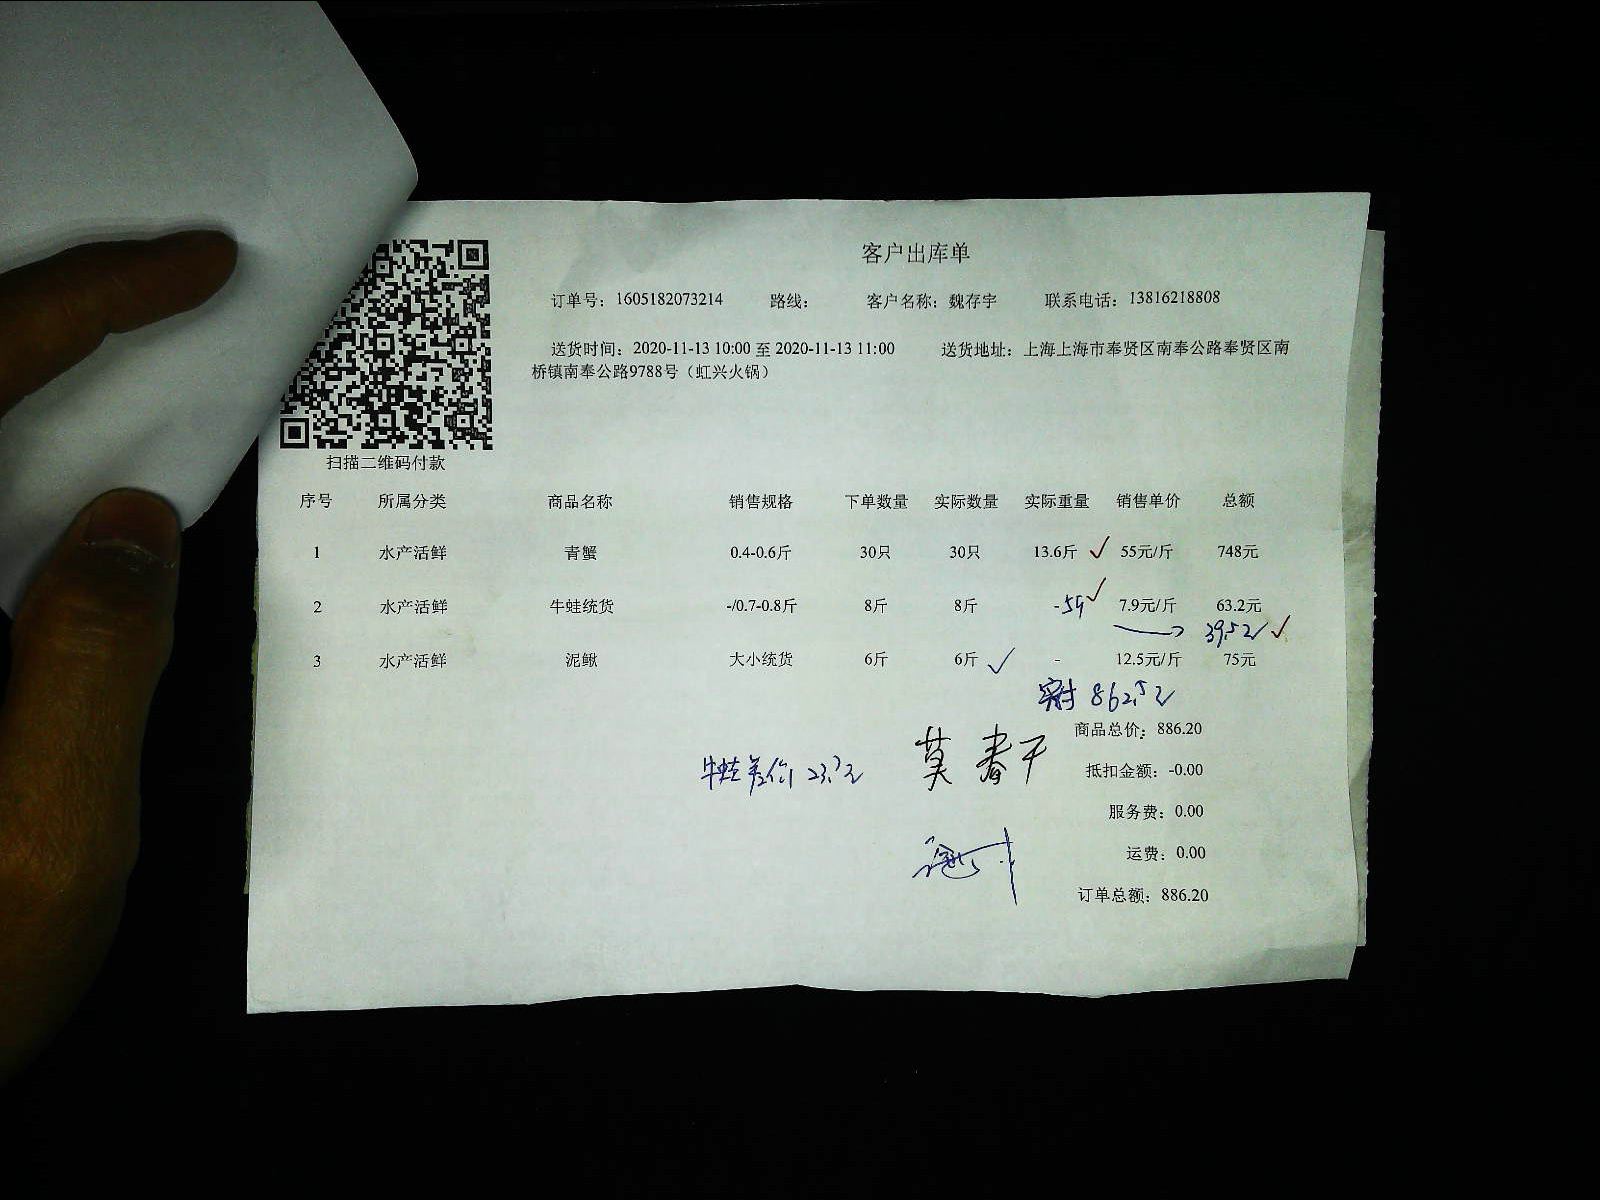 客户出库单
订单号：1605182073214 路线： 客户名称：魏存宇 联系电话：13816218808
送货时间：2020-11-13 10:00 至 2020-11-13 11:00 送货地址：上海上海市奉贤区南奉公路奉贤区南
桥镇南奉公路9788号（虹兴火锅）
扫描二维码付款
序号 所属分类 商品名称 销售规格 下单数量 实际数量 实际重量 销售单价 总额
1 水产活鲜 青蟹 0.4-0.6斤 30只 30只 13.6斤 ✓ 55元/斤 748元
2 水产活鲜 牛蛙统货 -/0.7-0.8斤 8斤 8斤 - 5斤 ✓ 7.9元/斤 63.2元
39.5元 ✓
3 水产活鲜 泥鳅 大小统货 6斤 6斤 ✓ - 12.5元/斤 75元
实付 862.5元
商品总价：886.20
牛蛙差价 23.7元
抵扣金额：-0.00
服务费：0.00
运费：0.00
订单总额：886.20